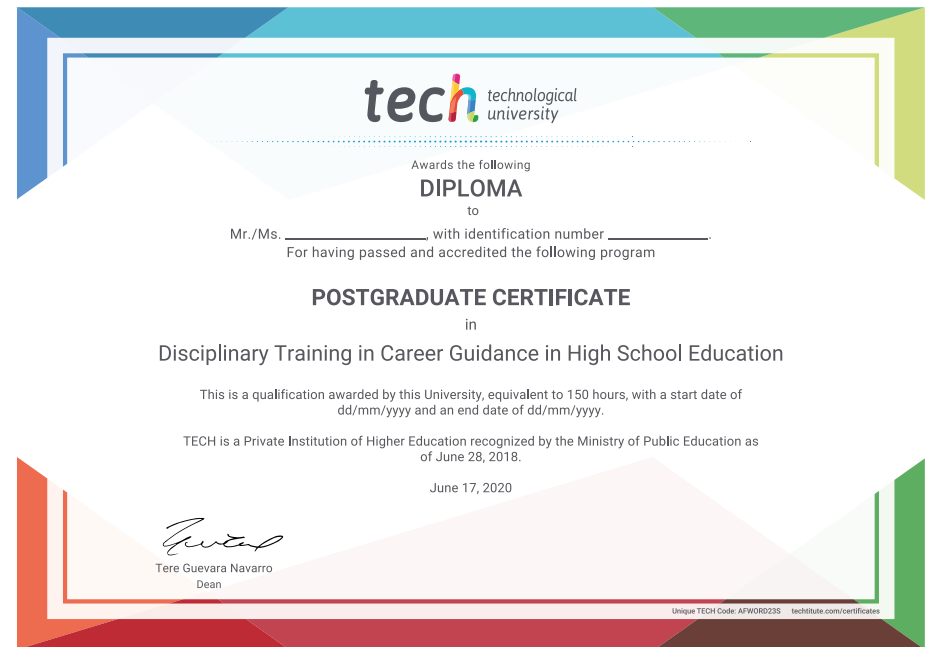 tech technological
university
Awards the following
DIPLOMA
to
Mr./Ms. ____________________, with identification number ______________.
For having passed and accredited the following program
POSTGRADUATE CERTIFICATE
in
Disciplinary Training in Career Guidance in High School Education
This is a qualification awarded by this University, equivalent to 150 hours, with a start date of
dd/mm/yyyy and an end date of dd/mm/yyyy.
TECH is a Private Institution of Higher Education recognized by the Ministry of Public Education as
of June 28, 2018.
June 17, 2020
Tere Guevara Navarro
Dean
Unique TECH Code: AFWORD23S techtitute.com/certificates